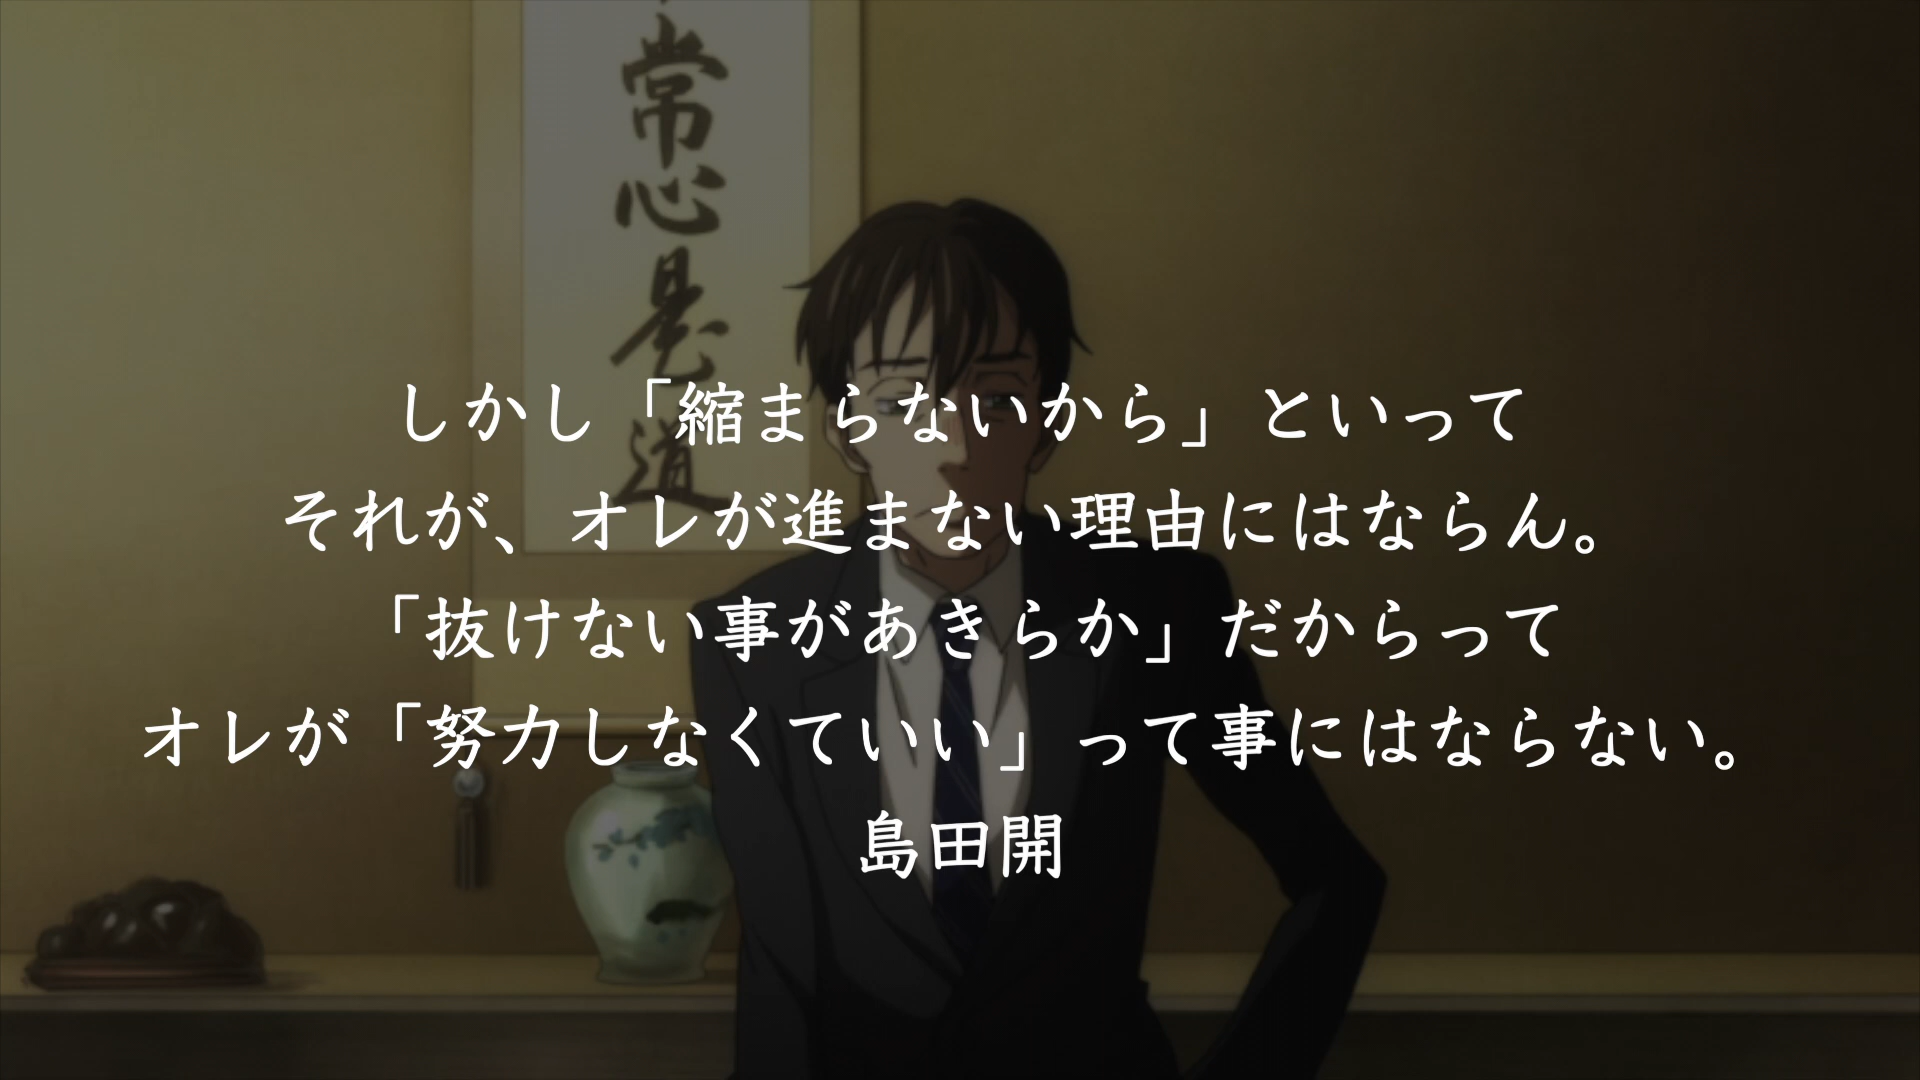 常心是道
しかし「縮まらないから」といって
それが、オレが進まない理由にはならん。
「抜けない事があきらか」だからって
オレが「努力しなくていい」って事にはならない。
島田開